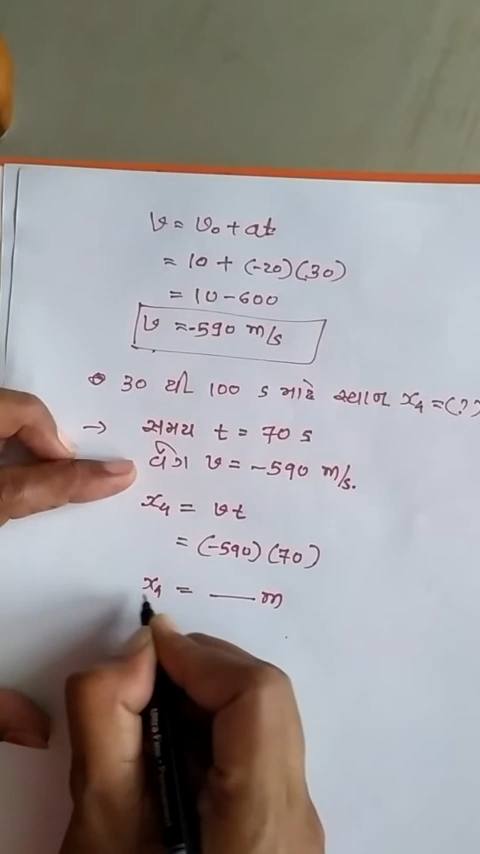 v = v₀ + at
= 10 + (-20)(30)
= 10 - 600
v = -590 m/s
30 થી 100 s માટે સ્થાન x₄ = (??
→ સમય t = 70 s
વેગ v = -590 m/s.
x₄ = vt
= (-590)(70)
x₄ = — m